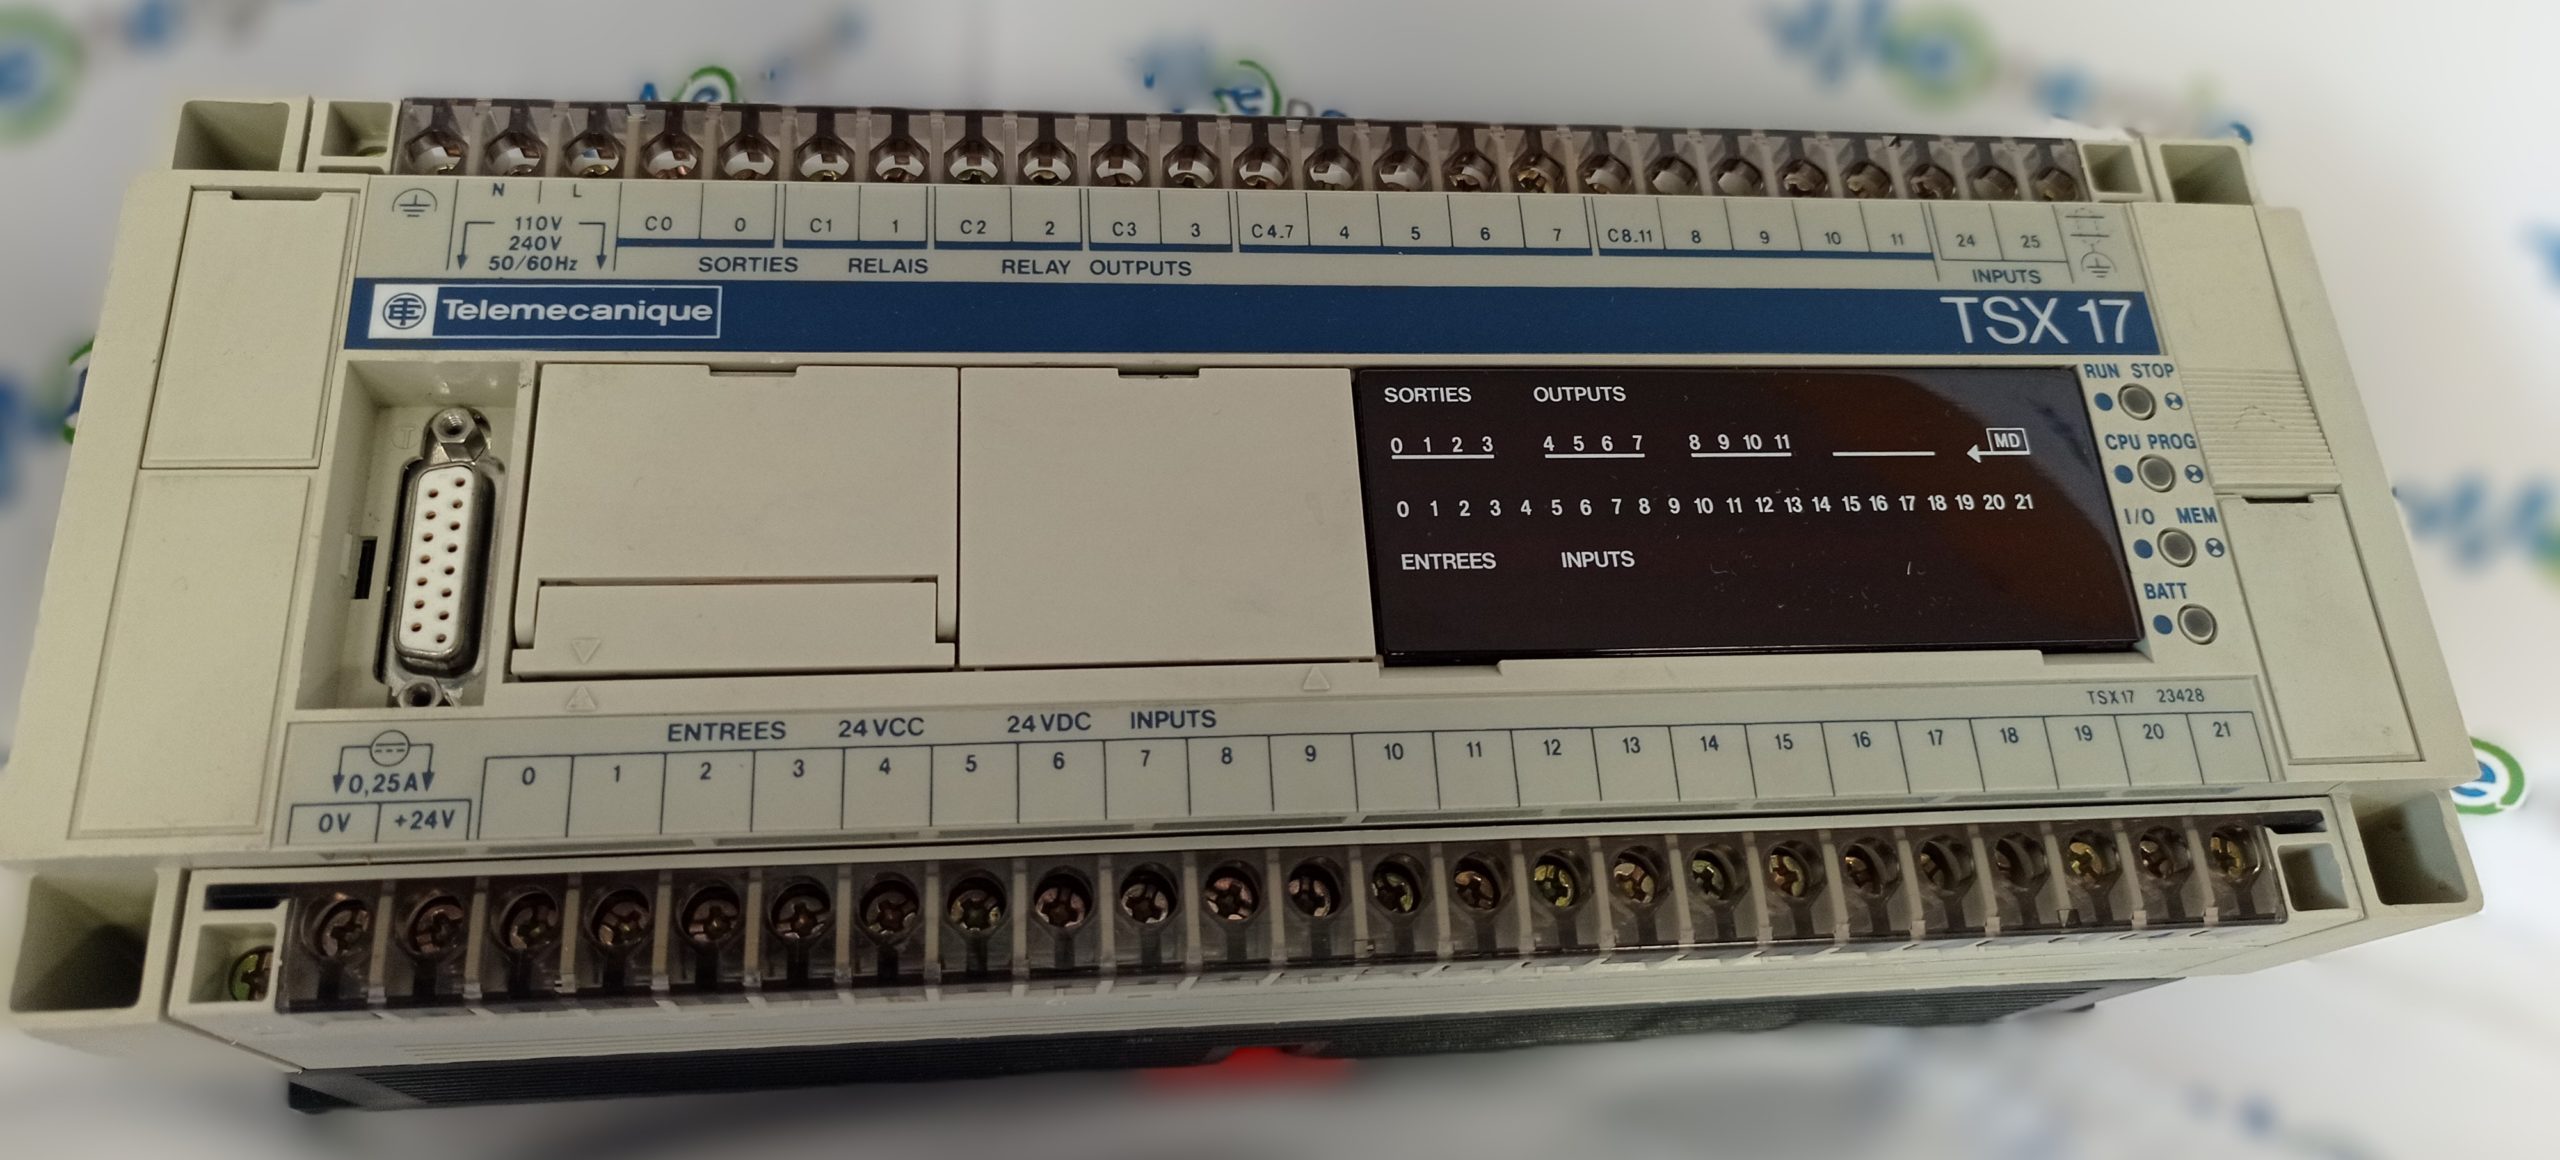 N L
110V
240V
50/60Hz
C0 0 C1 1 C2 2 C3 3 C4.7 4 5 6 7 C8.11 8 9 10 11 24 25
SORTIES RELAIS RELAY OUTPUTS INPUTS
Telemecanique TSX 17
RUN STOP
CPU PROG
I/O MEM
BATT
SORTIES OUTPUTS
0 1 2 3 4 5 6 7 8 9 10 11 MD
0 1 2 3 4 5 6 7 8 9 10 11 12 13 14 15 16 17 18 19 20 21
ENTREES INPUTS
TSX17 23428
ENTREES 24VCC 24VDC INPUTS
0,25A
0V +24V
0 1 2 3 4 5 6 7 8 9 10 11 12 13 14 15 16 17 18 19 20 21